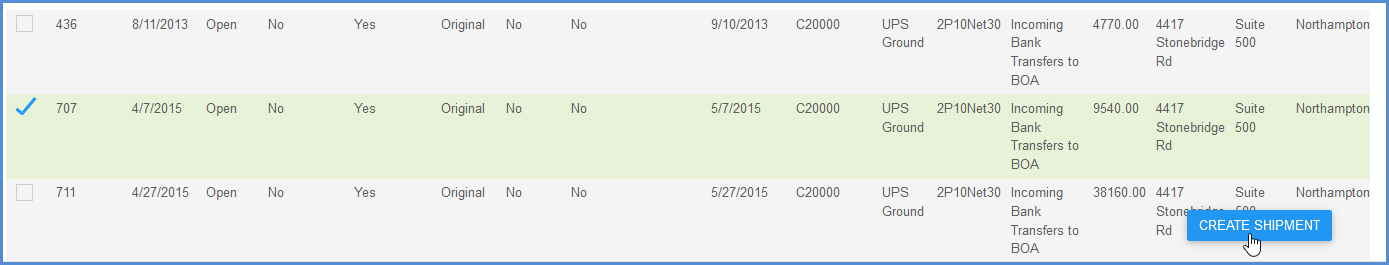 436 8/11/2013 Open No Yes Original No No 9/10/2013 C20000 UPS 2P10Net30 Incoming 4770.00 4417 Suite Northampton
Ground Bank Stonebridge 500
Transfers to Rd
BOA
707 4/7/2015 Open No Yes Original No No 5/7/2015 C20000 UPS 2P10Net30 Incoming 9540.00 4417 Suite Northampton
Ground Bank Stonebridge 500
Transfers to Rd
BOA
711 4/27/2015 Open No Yes Original No No 5/27/2015 C20000 UPS 2P10Net30 Incoming 38160.00 4417 Suite Northampton
Ground Bank Stonebridge 500
Transfers to Rd CREATE SHIPMENT
BOA